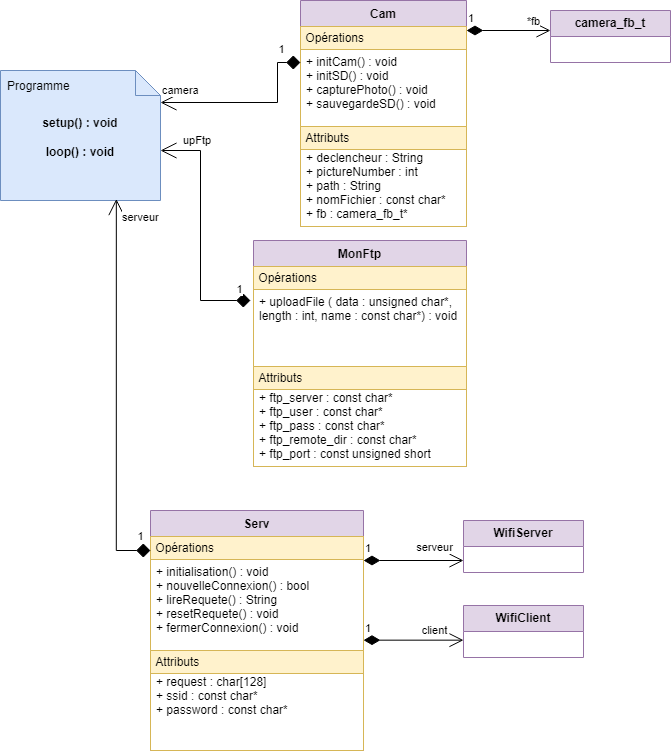 Cam
1
*fb
camera_fb_t
Opérations
+ initCam() : void
+ initSD() : void
+ capturePhoto() : void
+ sauvegardeSD() : void
Attributs
+ declencheur : String
+ pictureNumber : int
+ path : String
+ nomFichier : const char*
+ fb : camera_fb_t*
1
camera
Programme
setup() : void
loop() : void
upFtp
serveur
MonFtp
1
Opérations
+ uploadFile ( data : unsigned char*,
length : int, name : const char*) : void
Attributs
+ ftp_server : const char*
+ ftp_user : const char*
+ ftp_pass : const char*
+ ftp_remote_dir : const char*
+ ftp_port : const unsigned short
Serv
1
Opérations
+ initialisation() : void
+ nouvelleConnexion() : bool
+ lireRequete() : String
+ resetRequete() : void
+ fermerConnexion() : void
Attributs
+ request : char[128]
+ ssid : const char*
+ password : const char*
1
serveur
WifiServer
1
client
WifiClient